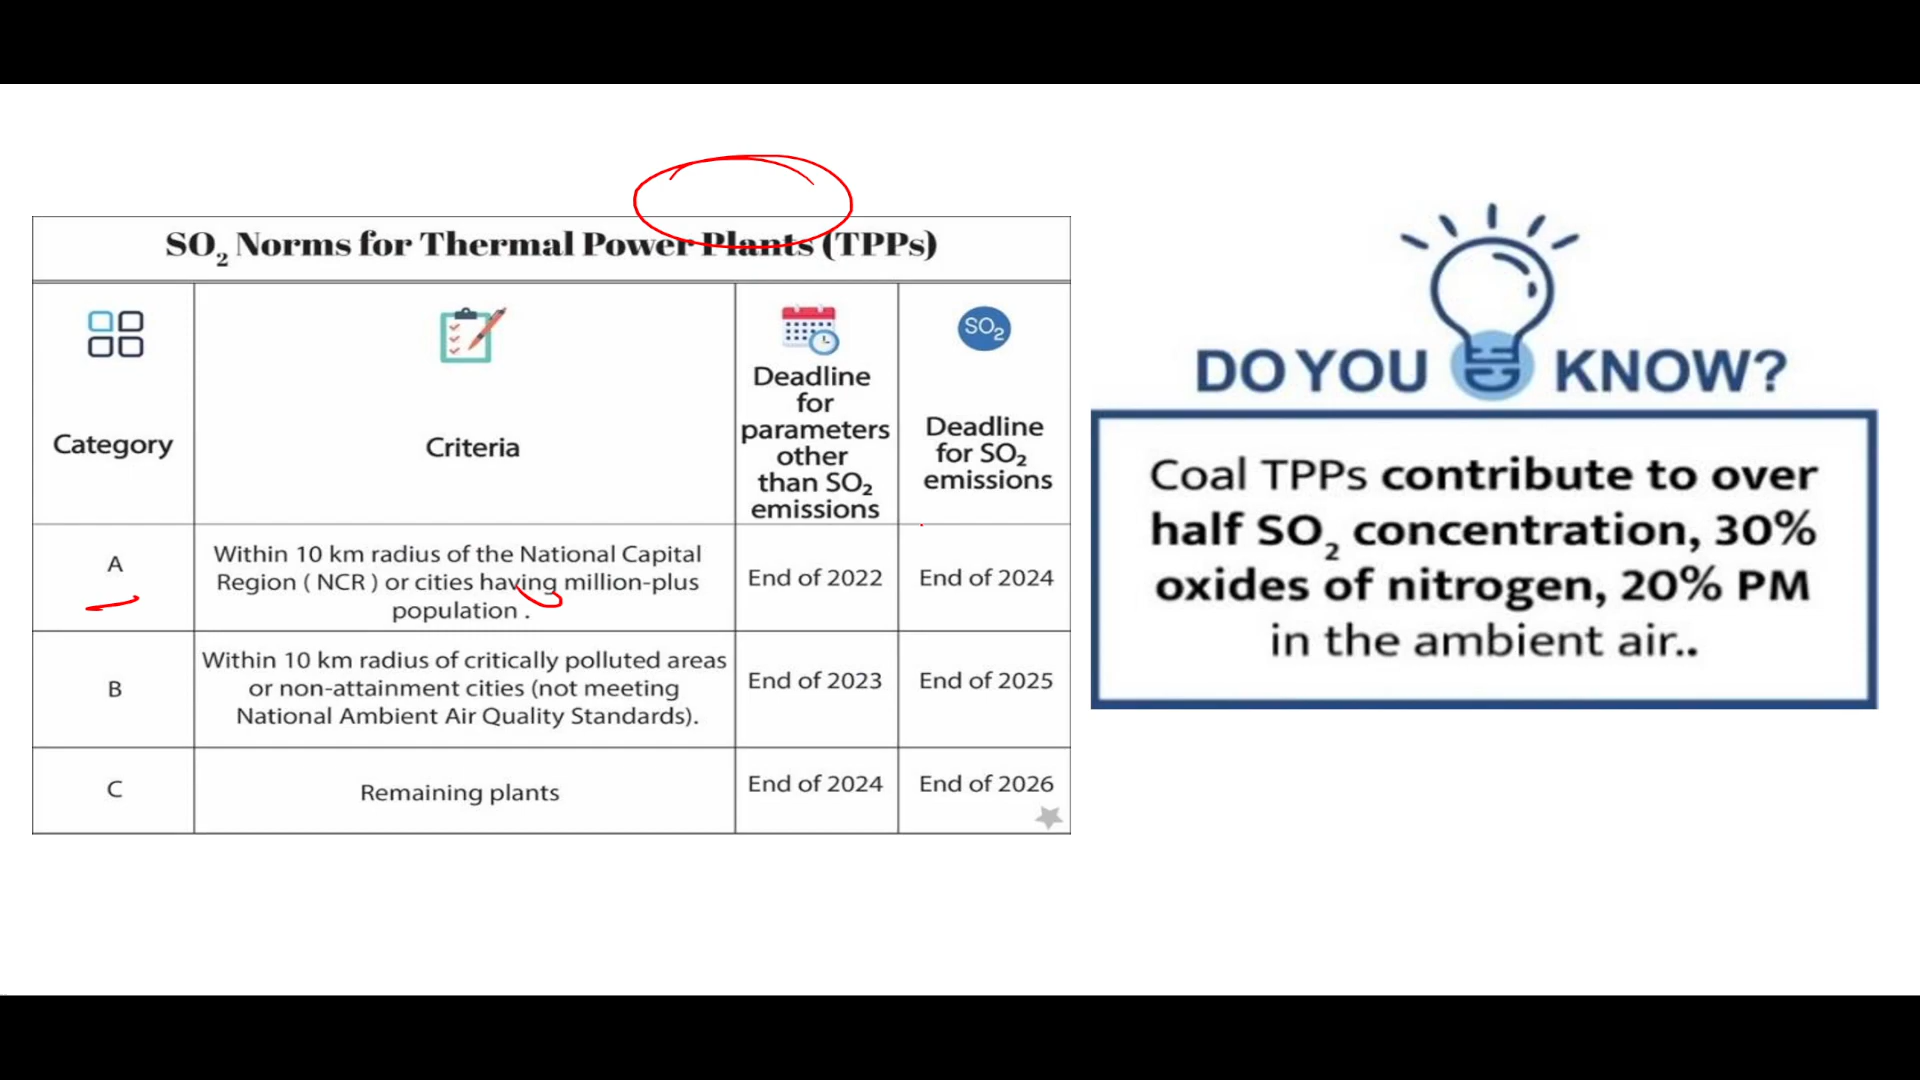 SO₂ Norms for Thermal Power Plants (TPPs)
Category
Criteria
Deadline
for
parameters
other
than SO₂
emissions
SO₂
Deadline
for SO₂
emissions
A
Within 10 km radius of the National Capital
Region ( NCR ) or cities having million-plus
population .
End of 2022
End of 2024
B
Within 10 km radius of critically polluted areas
or non-attainment cities (not meeting
National Ambient Air Quality Standards).
End of 2023
End of 2025
C
Remaining plants
End of 2024
End of 2026
DO YOU KNOW?
Coal TPPs contribute to over
half SO₂ concentration, 30%
oxides of nitrogen, 20% PM
in the ambient air..